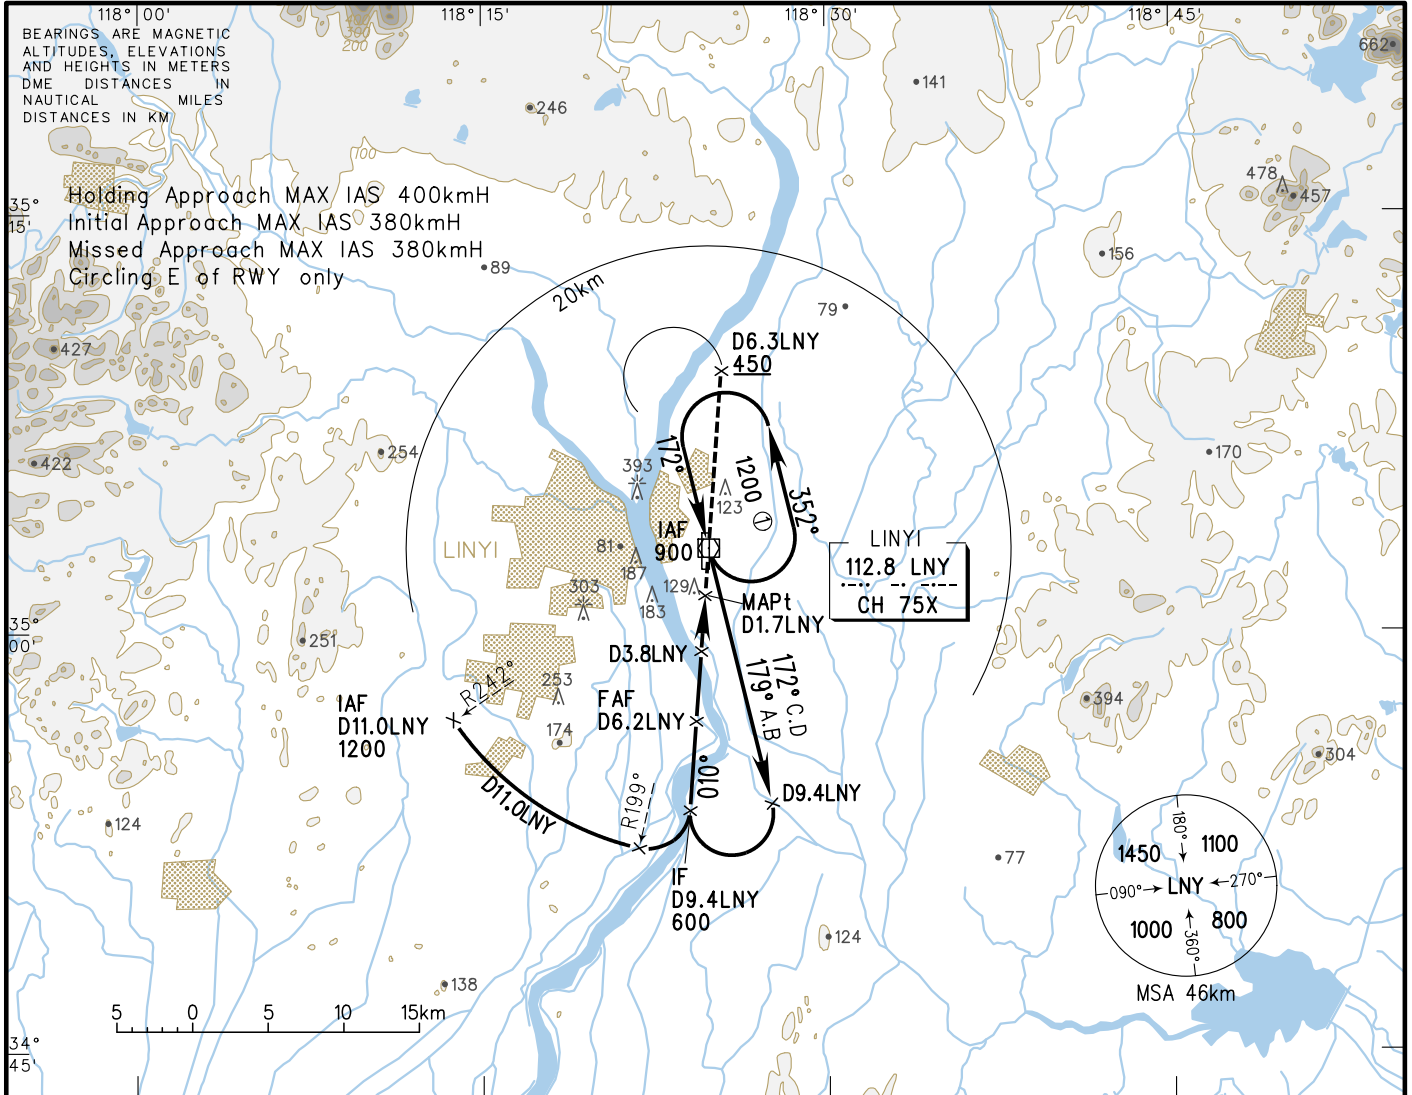 118° 00'
118° 15'
118° 30'
118° 45'
BEARINGS ARE MAGNETIC
ALTITUDES, ELEVATIONS
AND HEIGHTS IN METERS
DME DISTANCES IN
NAUTICAL MILES
DISTANCES IN KM
300
200
100
662
141
246
Holding Approach MAX IAS 400kmH
Initial Approach MAX IAS 380kmH
Missed Approach MAX IAS 380kmH
Circling E of RWY only
35°
15'
478
457
156
89
20km
79
427
D6.3LNY
450
422
254
393
172°
1200 ①
352°
123
170
IAF
900
LINYI
81
187
303
183
129
LINYI
112.8 LNY
CH 75X
MAPt
D1.7LNY
35°
00'
251
D3.8LNY
172° C.D
179° A.B
R242°
253
174
IAF
D11.0LNY
1200
FAF
D6.2LNY
394
304
010°
D9.4LNY
D11.0LNY
R199°
124
77
IF
D9.4LNY
600
124
138
180°
1450
1100
090°
LNY
270°
1000
800
360°
MSA 46km
5 0 5 10 15km
34°
45'